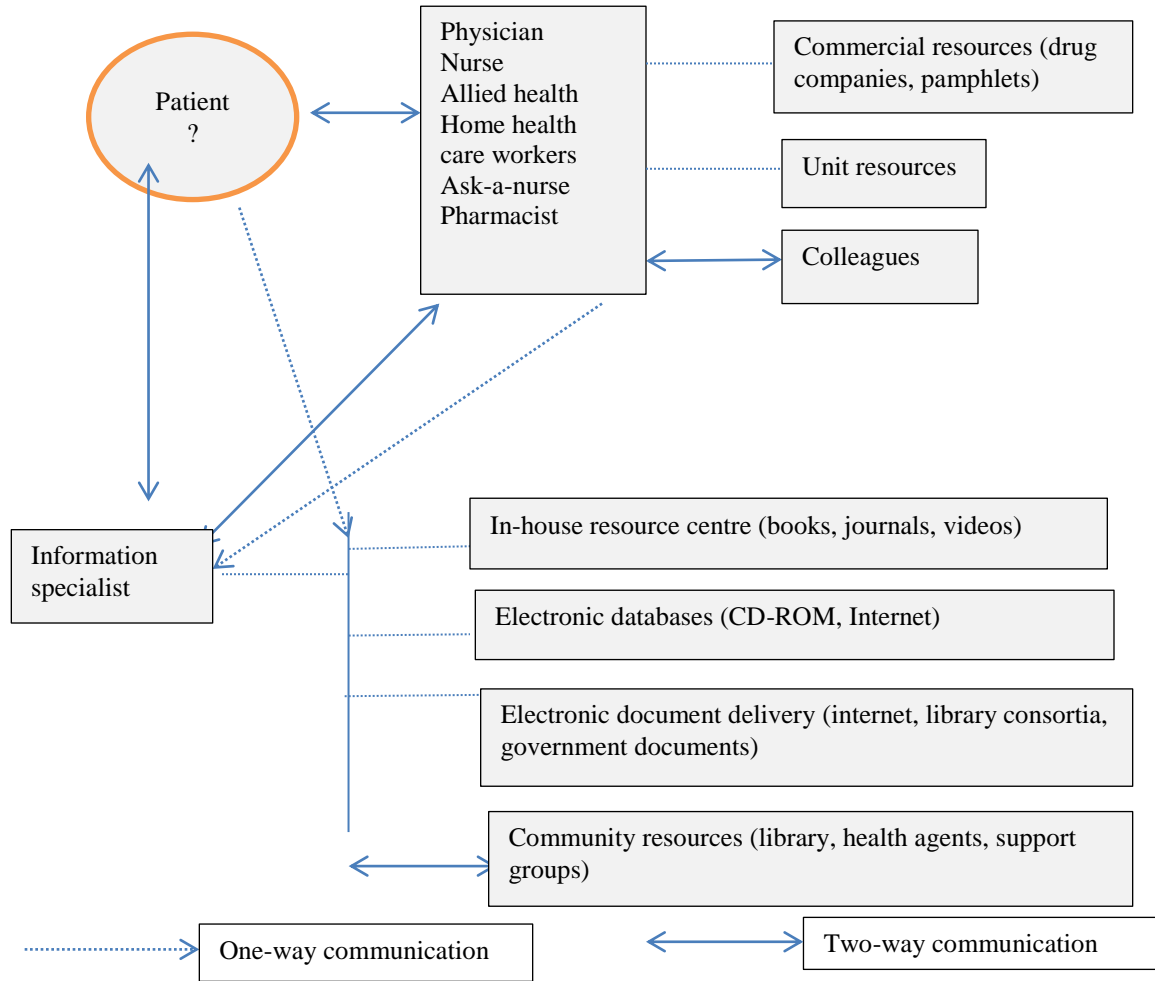 Patient
?
Physician
Nurse
Allied health
Home health
care workers
Ask-a-nurse
Pharmacist
Commercial resources (drug
companies, pamphlets)
Unit resources
Colleagues
Information
specialist
In-house resource centre (books, journals, videos)
Electronic databases (CD-ROM, Internet)
Electronic document delivery (internet, library consortia,
government documents)
Community resources (library, health agents, support
groups)
One-way communication
Two-way communication